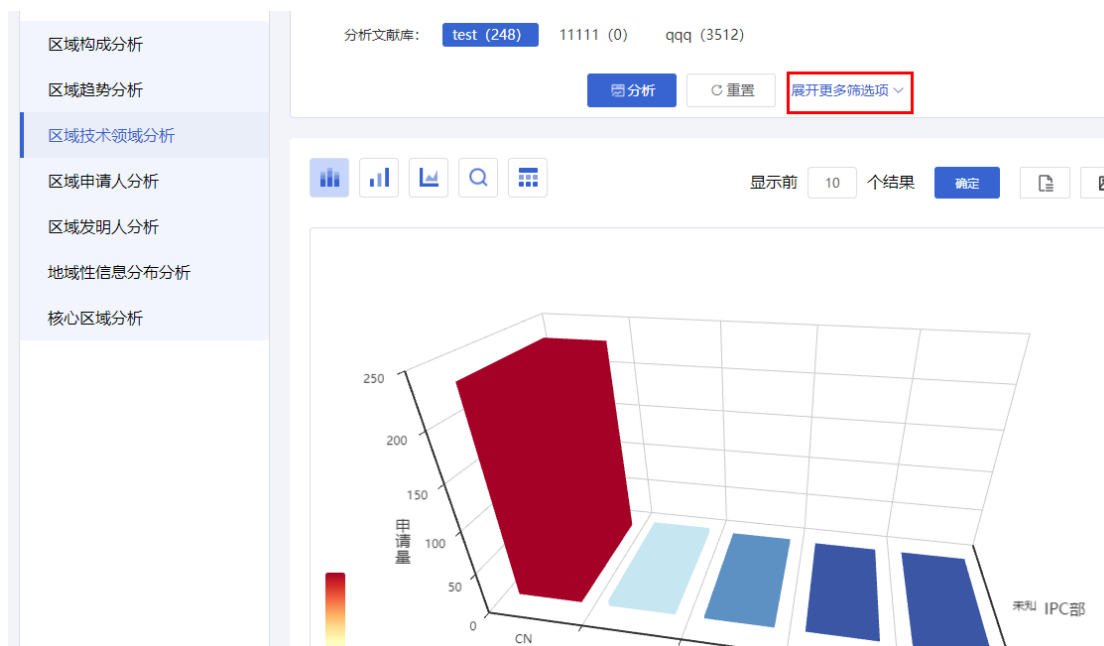 区域构成分析
区域趋势分析
区域技术领域分析
区域申请人分析
区域发明人分析
地域性信息分布分析
核心区域分析
分析文献库： test (248) 11111 (0) qqq (3512)
分析 重置 展开更多筛选项
显示前 10 个结果 确定
250
200
150
100
50
0
申请量
CN
未知 IPC部